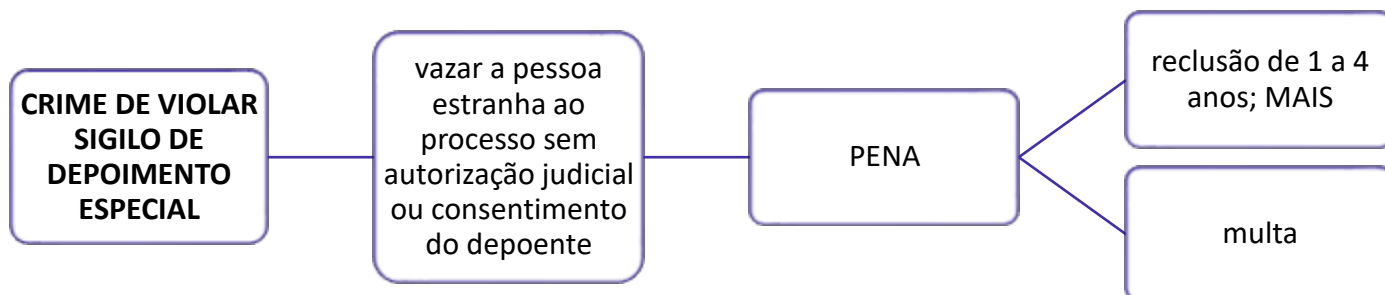 CRIME DE VIOLAR
SIGILO DE
DEPOIMENTO
ESPECIAL
vazar a pessoa
estranha ao
processo sem
autorização judicial
ou consentimento
do depoente
PENA
reclusão de 1 a 4
anos; MAIS
multa